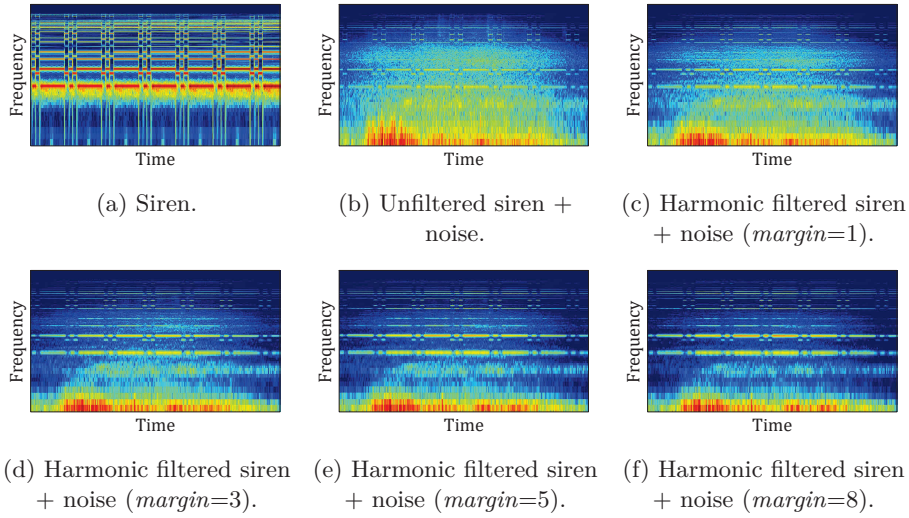 Frequency
Time
(a) Siren.
Frequency
Time
(b) Unfiltered siren +
noise.
Frequency
Time
(c) Harmonic filtered siren
+ noise (margin=1).
Frequency
Time
(d) Harmonic filtered siren
+ noise (margin=3).
Frequency
Time
(e) Harmonic filtered siren
+ noise (margin=5).
Frequency
Time
(f) Harmonic filtered siren
+ noise (margin=8).